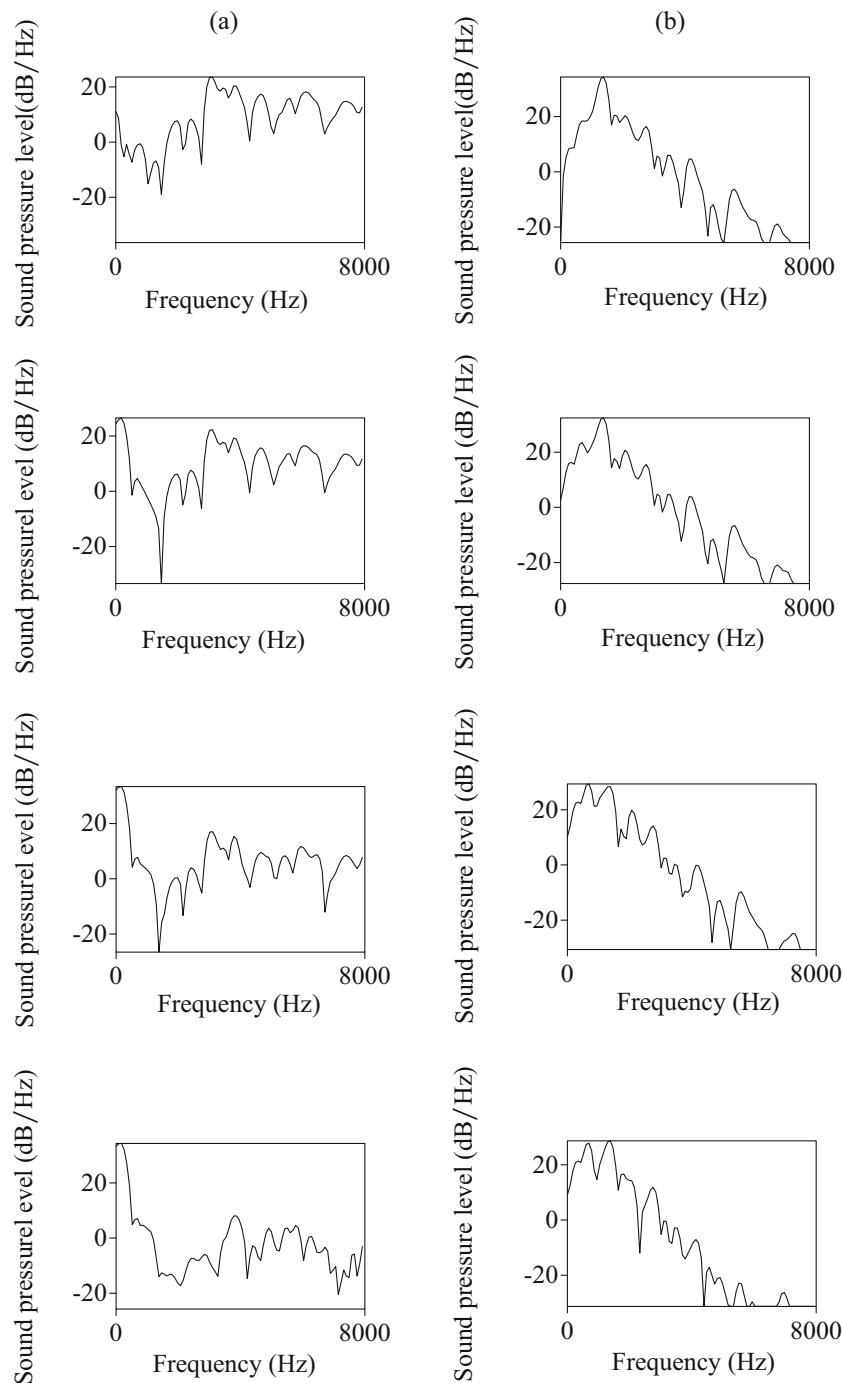 (a)
(b)
Sound pressure level(dB/Hz)
20
0
-20
0
8000
Frequency (Hz)
Sound pressure level(dB/Hz)
20
0
-20
0
8000
Frequency (Hz)
Sound pressurel evel (dB/Hz)
20
0
-20
0
8000
Frequency (Hz)
Sound pressure level (dB/Hz)
20
0
-20
0
8000
Frequency (Hz)
Sound pressurel evel (dB/Hz)
20
0
-20
0
8000
Frequency (Hz)
Sound pressure level (dB/Hz)
20
0
-20
0
8000
Frequency (Hz)
Sound pressurel evel (dB/Hz)
20
0
-20
0
8000
Frequency (Hz)
Sound pressure level (dB/Hz)
20
0
-20
0
8000
Frequency (Hz)